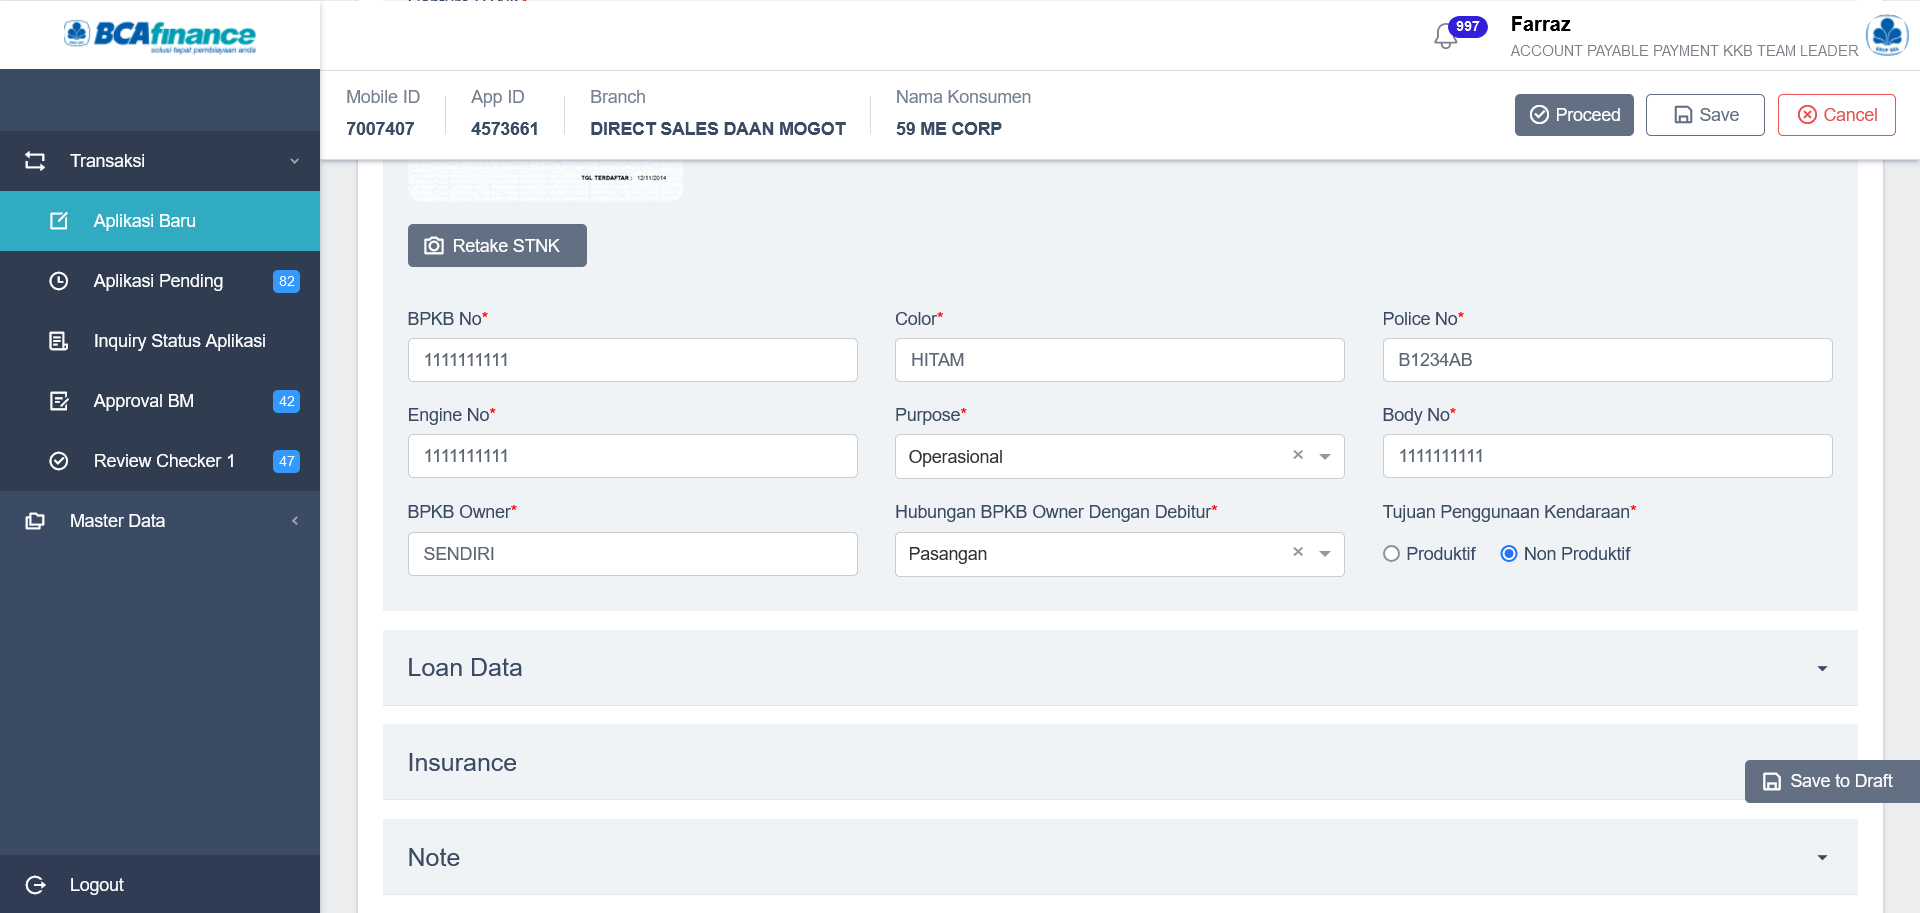 BCAfinance
solusi tepat pembiayaan anda
997
Farraz
ACCOUNT PAYABLE PAYMENT KKB TEAM LEADER
Mobile ID
7007407
App ID
4573661
Branch
DIRECT SALES DAAN MOGOT
Nama Konsumen
59 ME CORP
Proceed
Save
Cancel
Transaksi
Aplikasi Baru
Aplikasi Pending
82
Inquiry Status Aplikasi
Approval BM
42
Review Checker 1
47
Master Data
Logout
TGL TERDAFTAR : 12/11/2014
Retake STNK
BPKB No*
1111111111
Color*
HITAM
Police No*
B1234AB
Engine No*
1111111111
Purpose*
Operasional
Body No*
1111111111
BPKB Owner*
SENDIRI
Hubungan BPKB Owner Dengan Debitur*
Pasangan
Tujuan Penggunaan Kendaraan*
Produktif
Non Produktif
Loan Data
Insurance
Save to Draft
Note